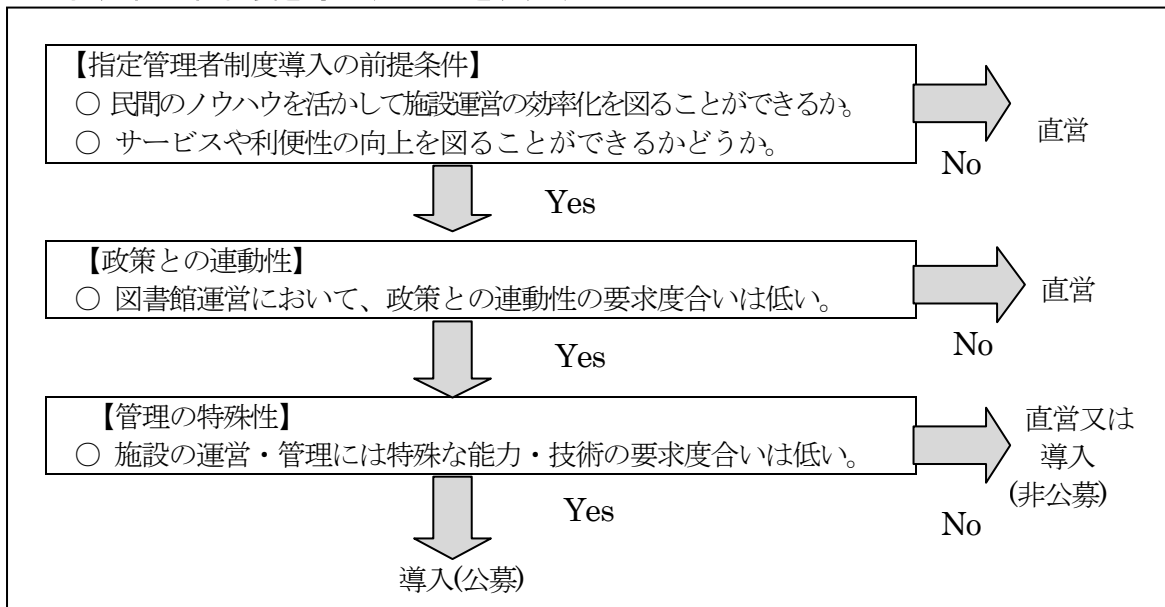 【指定管理者制度導入の前提条件】
○ 民間のノウハウを活かして施設運営の効率化を図ることができるか。
○ サービスや利便性の向上を図ることができるかどうか。
直営
No
Yes
【政策との連動性】
○ 図書館運営において、政策との連動性の要求度合いは低い。
直営
No
Yes
【管理の特殊性】
○ 施設の運営・管理には特殊な能力・技術の要求度合いは低い。
直営又は
導入
(非公募)
No
Yes
導入(公募)